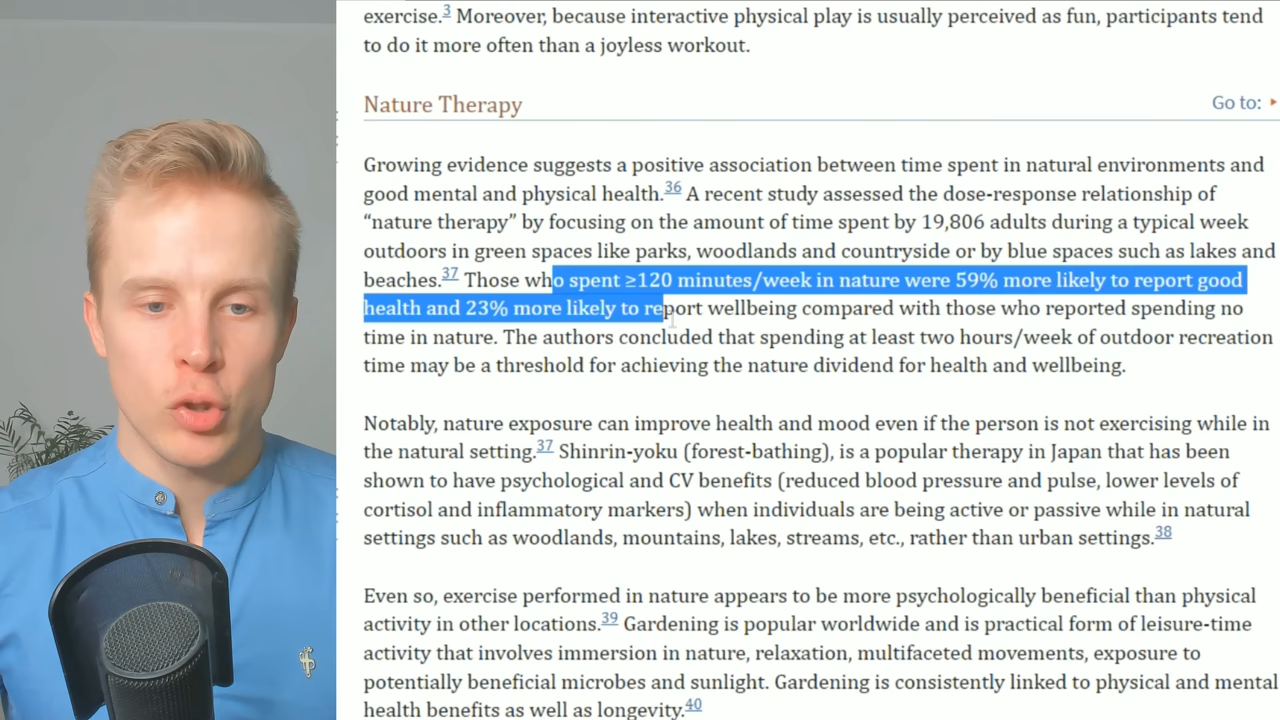 exercise.3 Moreover, because interactive physical play is usually perceived as fun, participants tend
to do it more often than a joyless workout.
Nature Therapy
Go to:
Growing evidence suggests a positive association between time spent in natural environments and
good mental and physical health.36 A recent study assessed the dose-response relationship of
“nature therapy” by focusing on the amount of time spent by 19,806 adults during a typical week
outdoors in green spaces like parks, woodlands and countryside or by blue spaces such as lakes and
beaches.37 Those who spent ≥120 minutes/week in nature were 59% more likely to report good
health and 23% more likely to report wellbeing compared with those who reported spending no
time in nature. The authors concluded that spending at least two hours/week of outdoor recreation
time may be a threshold for achieving the nature dividend for health and wellbeing.
Notably, nature exposure can improve health and mood even if the person is not exercising while in
the natural setting.37 Shinrin-yoku (forest-bathing), is a popular therapy in Japan that has been
shown to have psychological and CV benefits (reduced blood pressure and pulse, lower levels of
cortisol and inflammatory markers) when individuals are being active or passive while in natural
settings such as woodlands, mountains, lakes, streams, etc., rather than urban settings.38
Even so, exercise performed in nature appears to be more psychologically beneficial than physical
activity in other locations.39 Gardening is popular worldwide and is practical form of leisure-time
activity that involves immersion in nature, relaxation, multifaceted movements, exposure to
potentially beneficial microbes and sunlight. Gardening is consistently linked to physical and mental
health benefits as well as longevity.40